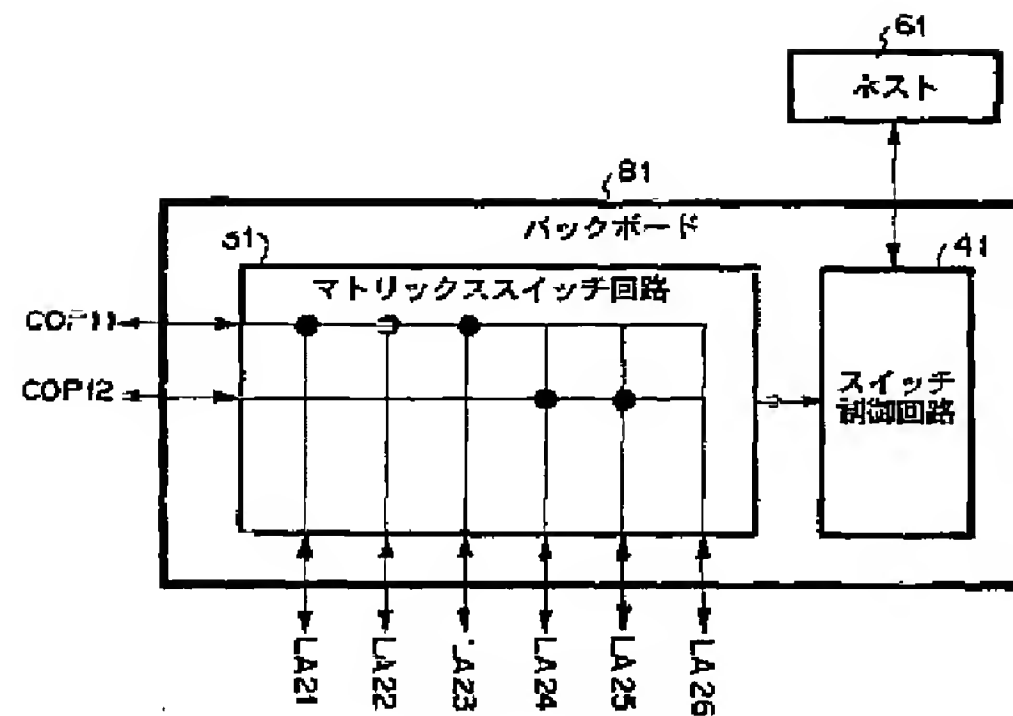 61
ホスト
81
バックボード
51
マトリックススイッチ回路
41
COP11
COP12
スイッチ
制御回路
LA21
LA22
LA23
LA24
LA25
LA26